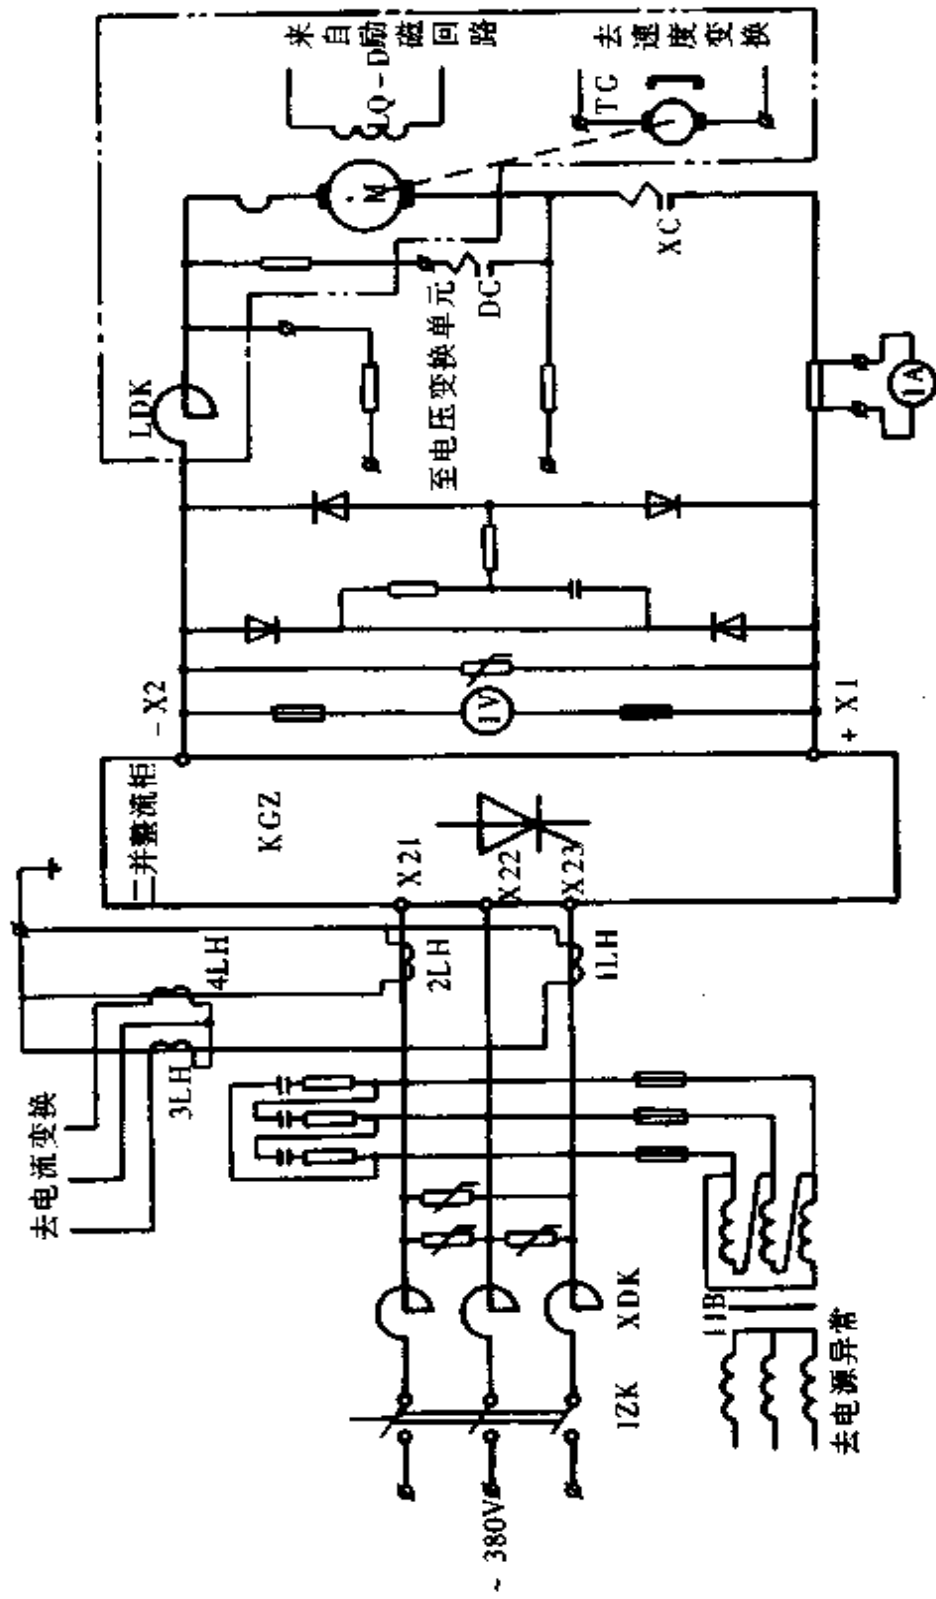 ~380V
1ZK
XDK
去电源异常
去电流变换
3LH
4LH
2LH
1LH
二并整流柜
KGZ
X21
X22
X23
-X2
+X1
1V
LDK
至电压变换单元
DC
XC
1A
M
LQ-D
来自励磁回路
TG
去速度变换